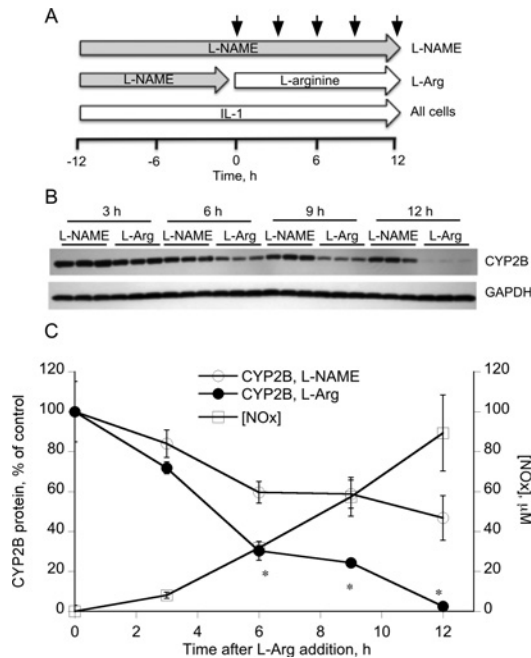 A
L-NAME L-NAME
L-NAME L-arginine L-Arg
IL-1 All cells
-12 -6 0 6 12
Time, h
B
3 h 6 h 9 h 12 h
L-NAME L-Arg L-NAME L-Arg L-NAME L-Arg L-NAME L-Arg
CYP2B
GAPDH
C
CYP2B, L-NAME
CYP2B, L-Arg
[NOx]
CYP2B protein, % of control
120 120
100 100
80 80
60 60
40 40
20 20
0 0
* * *
[NOx], µM
0 2 4 6 8 10 12
Time after L-Arg addition, h